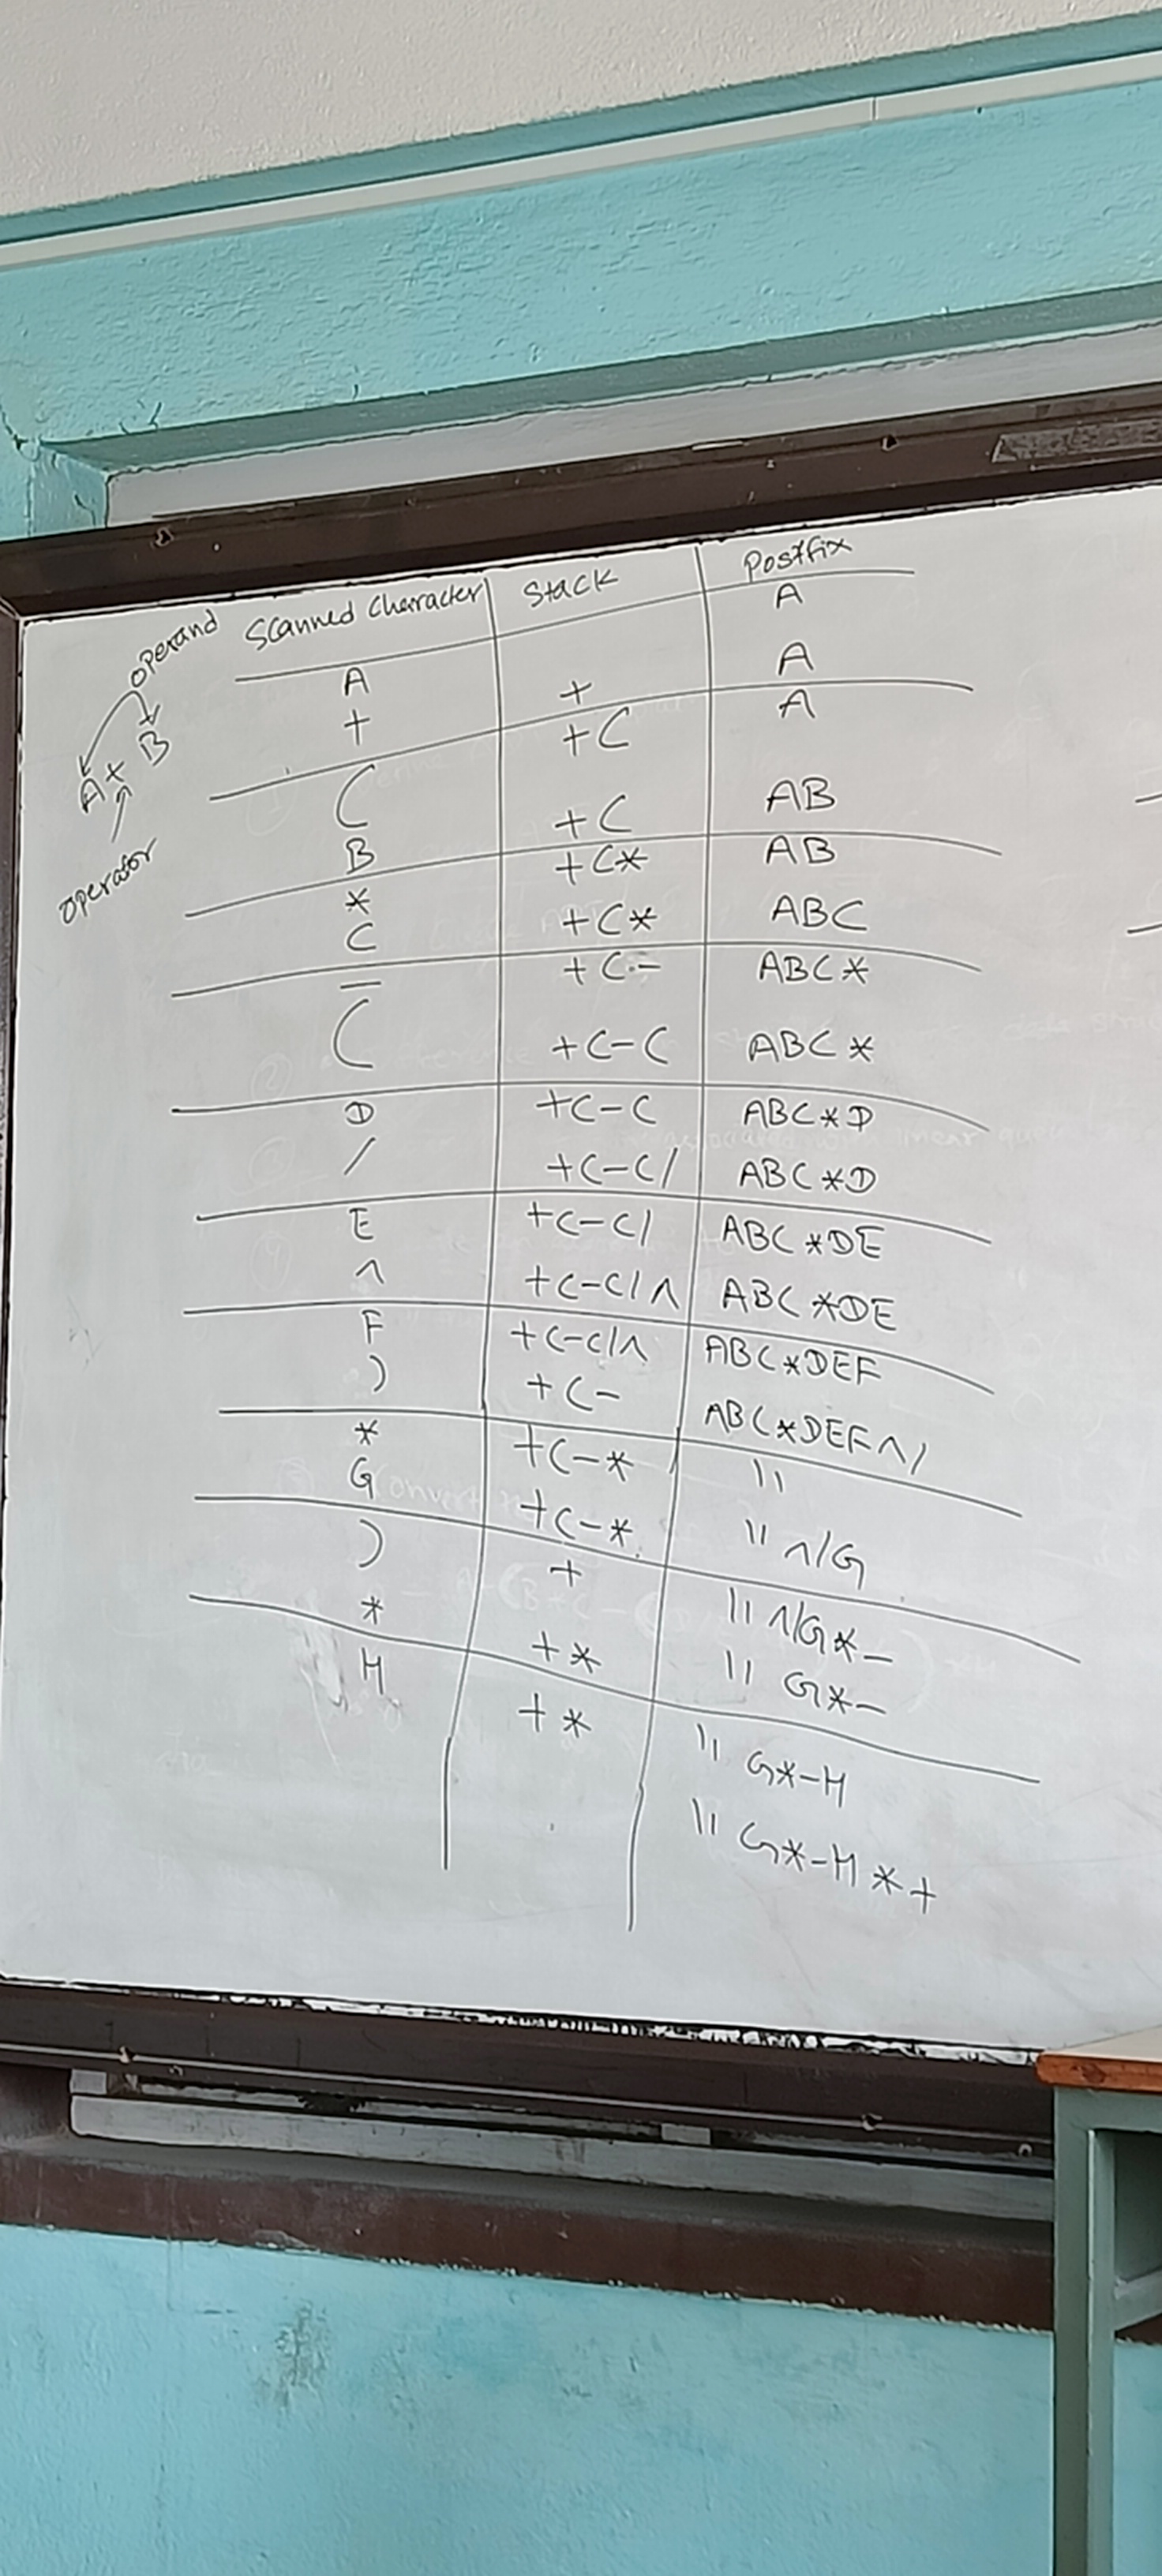 Scanned Character Stack Postfix
A A
+ + A
( +( A
B +( AB
* +(* AB
C +(* ABC
- +(- ABC*
( +(-( ABC*
D +(-( ABC*D
/ +(-(/ ABC*D
E +(-(/ ABC*DE
^ +(-(/^ ABC*DE
F +(-(/^ ABC*DEF
) +(- ABC*DEF^/
* +(-* "
G +(-* " ^/G
) + " ^/G*-
* +* " G*-
H +* " G*-H
" G*-H*+
operand
A * B
operator